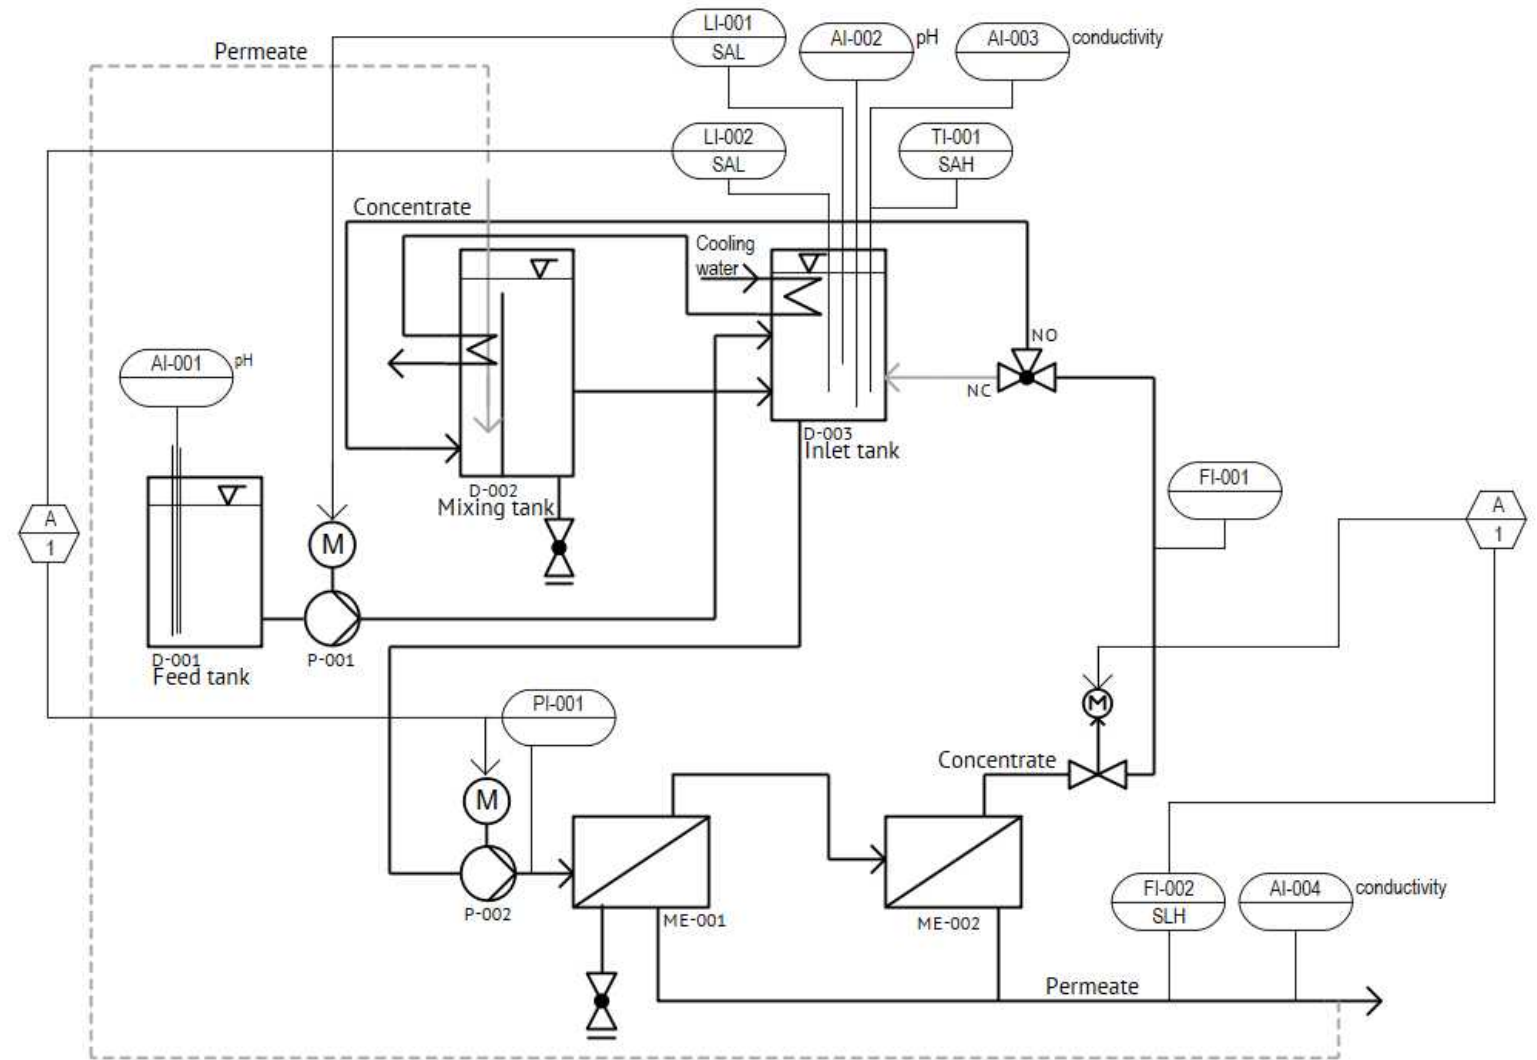 LI-001
SAL
AI-002
pH
AI-003
conductivity
Permeate
LI-002
SAL
TI-001
SAH
Concentrate
Cooling
water
NO
AI-001
pH
NC
D-003
Inlet tank
FI-001
D-002
Mixing tank
A
1
A
1
M
D-001
Feed tank
P-001
PI-001
M
M
Concentrate
P-002
ME-001
ME-002
FI-002
SLH
AI-004
conductivity
Permeate